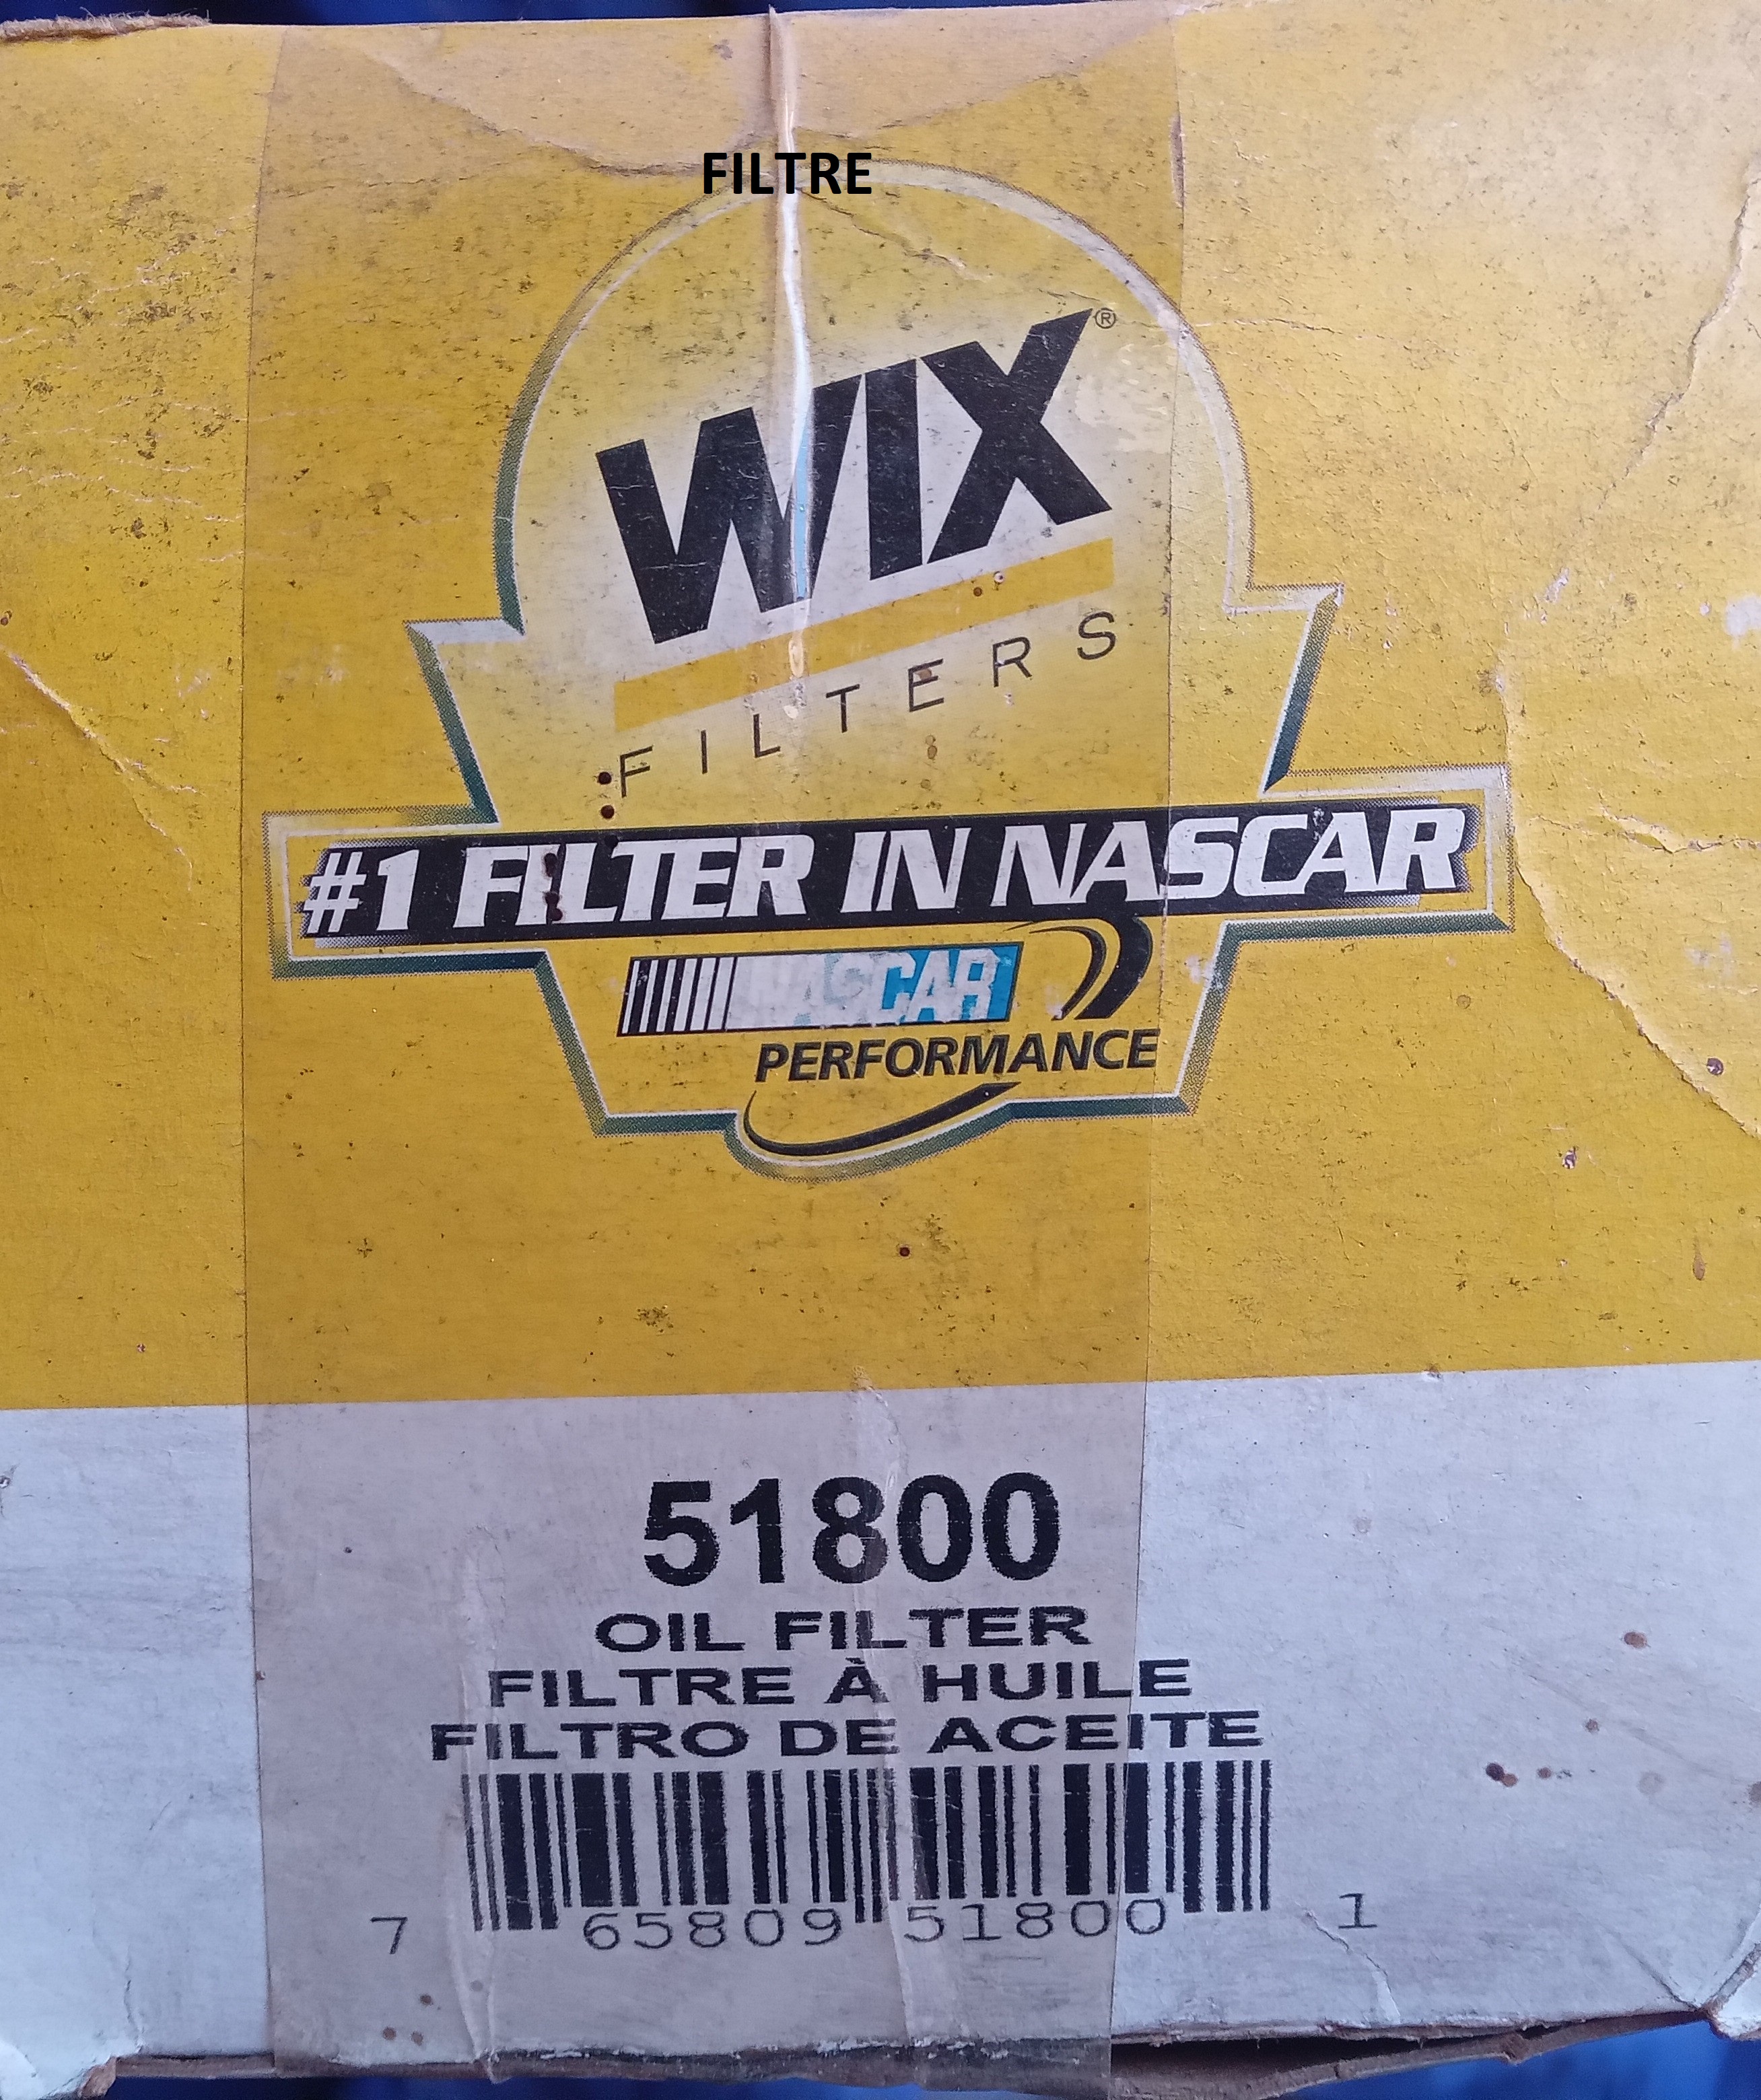 FILTRE
WIX®
FILTERS
#1 FILTER IN NASCAR
NASCAR
PERFORMANCE
51800
OIL FILTER
FILTRE À HUILE
FILTRO DE ACEITE
7 65809 51800 1